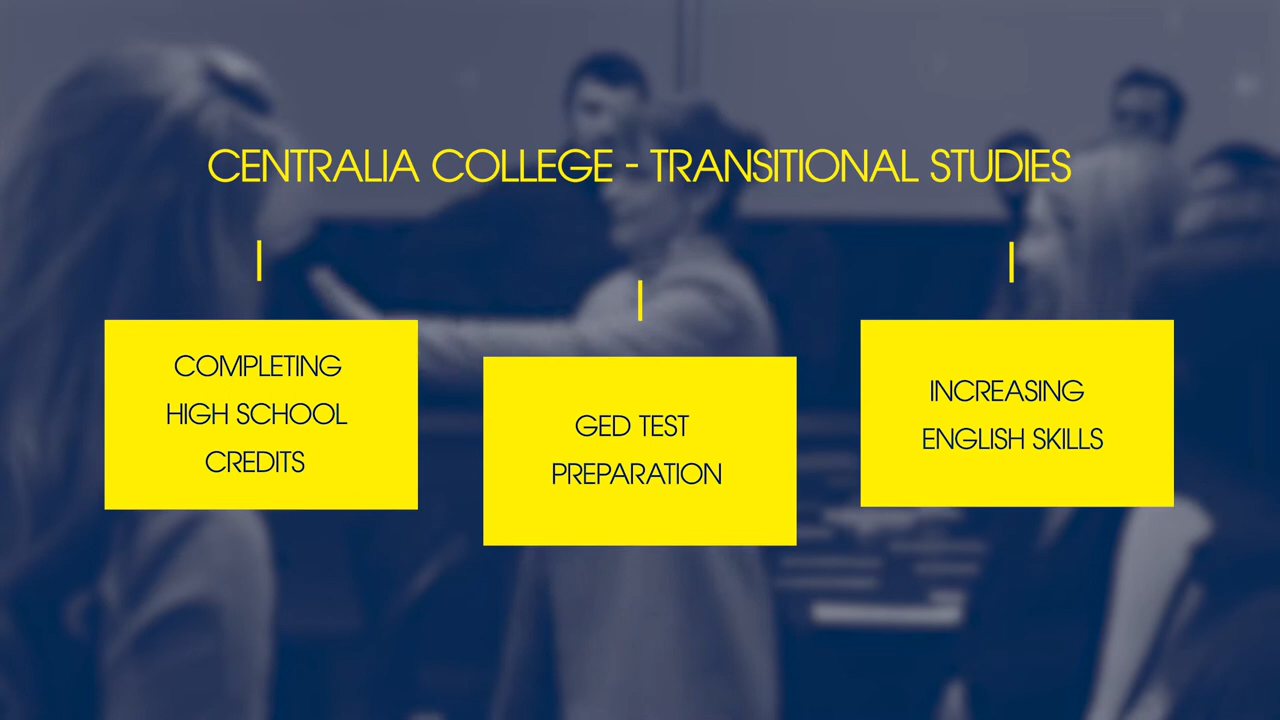 CENTRALIA COLLEGE - TRANSITIONAL STUDIES
COMPLETING
HIGH SCHOOL
CREDITS
GED TEST
PREPARATION
INCREASING
ENGLISH SKILLS